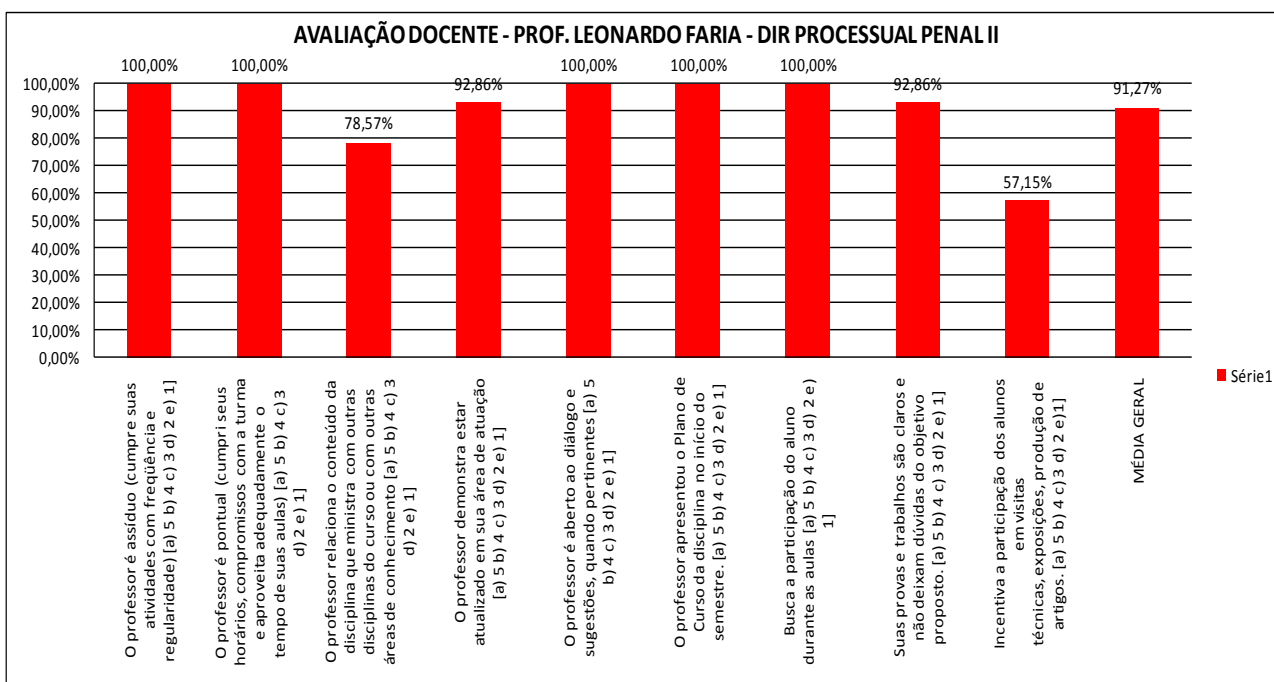 AVALIAÇÃO DOCENTE - PROF. LEONARDO FARIA - DIR PROCESSUAL PENAL II
100,00%
100,00%
78,57%
92,86%
100,00%
100,00%
100,00%
92,86%
57,15%
91,27%
100,00%
90,00%
80,00%
70,00%
60,00%
50,00%
40,00%
30,00%
20,00%
10,00%
0,00%
Série1
O professor é assíduo (cumpre suas
atividades com freqüência e
regularidade) [a) 5 b) 4 c) 3 d) 2 e) 1]
O professor é pontual (cumpri seus
horários, compromissos com a turma
e aproveita adequadamente o
tempo de suas aulas) [a) 5 b) 4 c) 3
d) 2 e) 1]
O professor relaciona o conteúdo da
disciplina que ministra com outras
disciplinas do curso ou com outras
áreas de conhecimento [a) 5 b) 4 c) 3
d) 2 e) 1]
O professor demonstra estar
atualizado em sua área de atuação
[a) 5 b) 4 c) 3 d) 2 e) 1]
O professor é aberto ao diálogo e
sugestões, quando pertinentes [a) 5
b) 4 c) 3 d) 2 e) 1]
O professor apresentou o Plano de
Curso da disciplina no início do
semestre. [a) 5 b) 4 c) 3 d) 2 e) 1]
Busca a participação do aluno
durante as aulas [a) 5 b) 4 c) 3 d) 2 e)
1]
Suas provas e trabalhos são claros e
não deixam dúvidas do objetivo
proposto. [a) 5 b) 4 c) 3 d) 2 e) 1]
Incentiva a participação dos alunos
em visitas
técnicas, exposições, produção de
artigos. [a) 5 b) 4 c) 3 d) 2 e)1]
MÉDIA GERAL